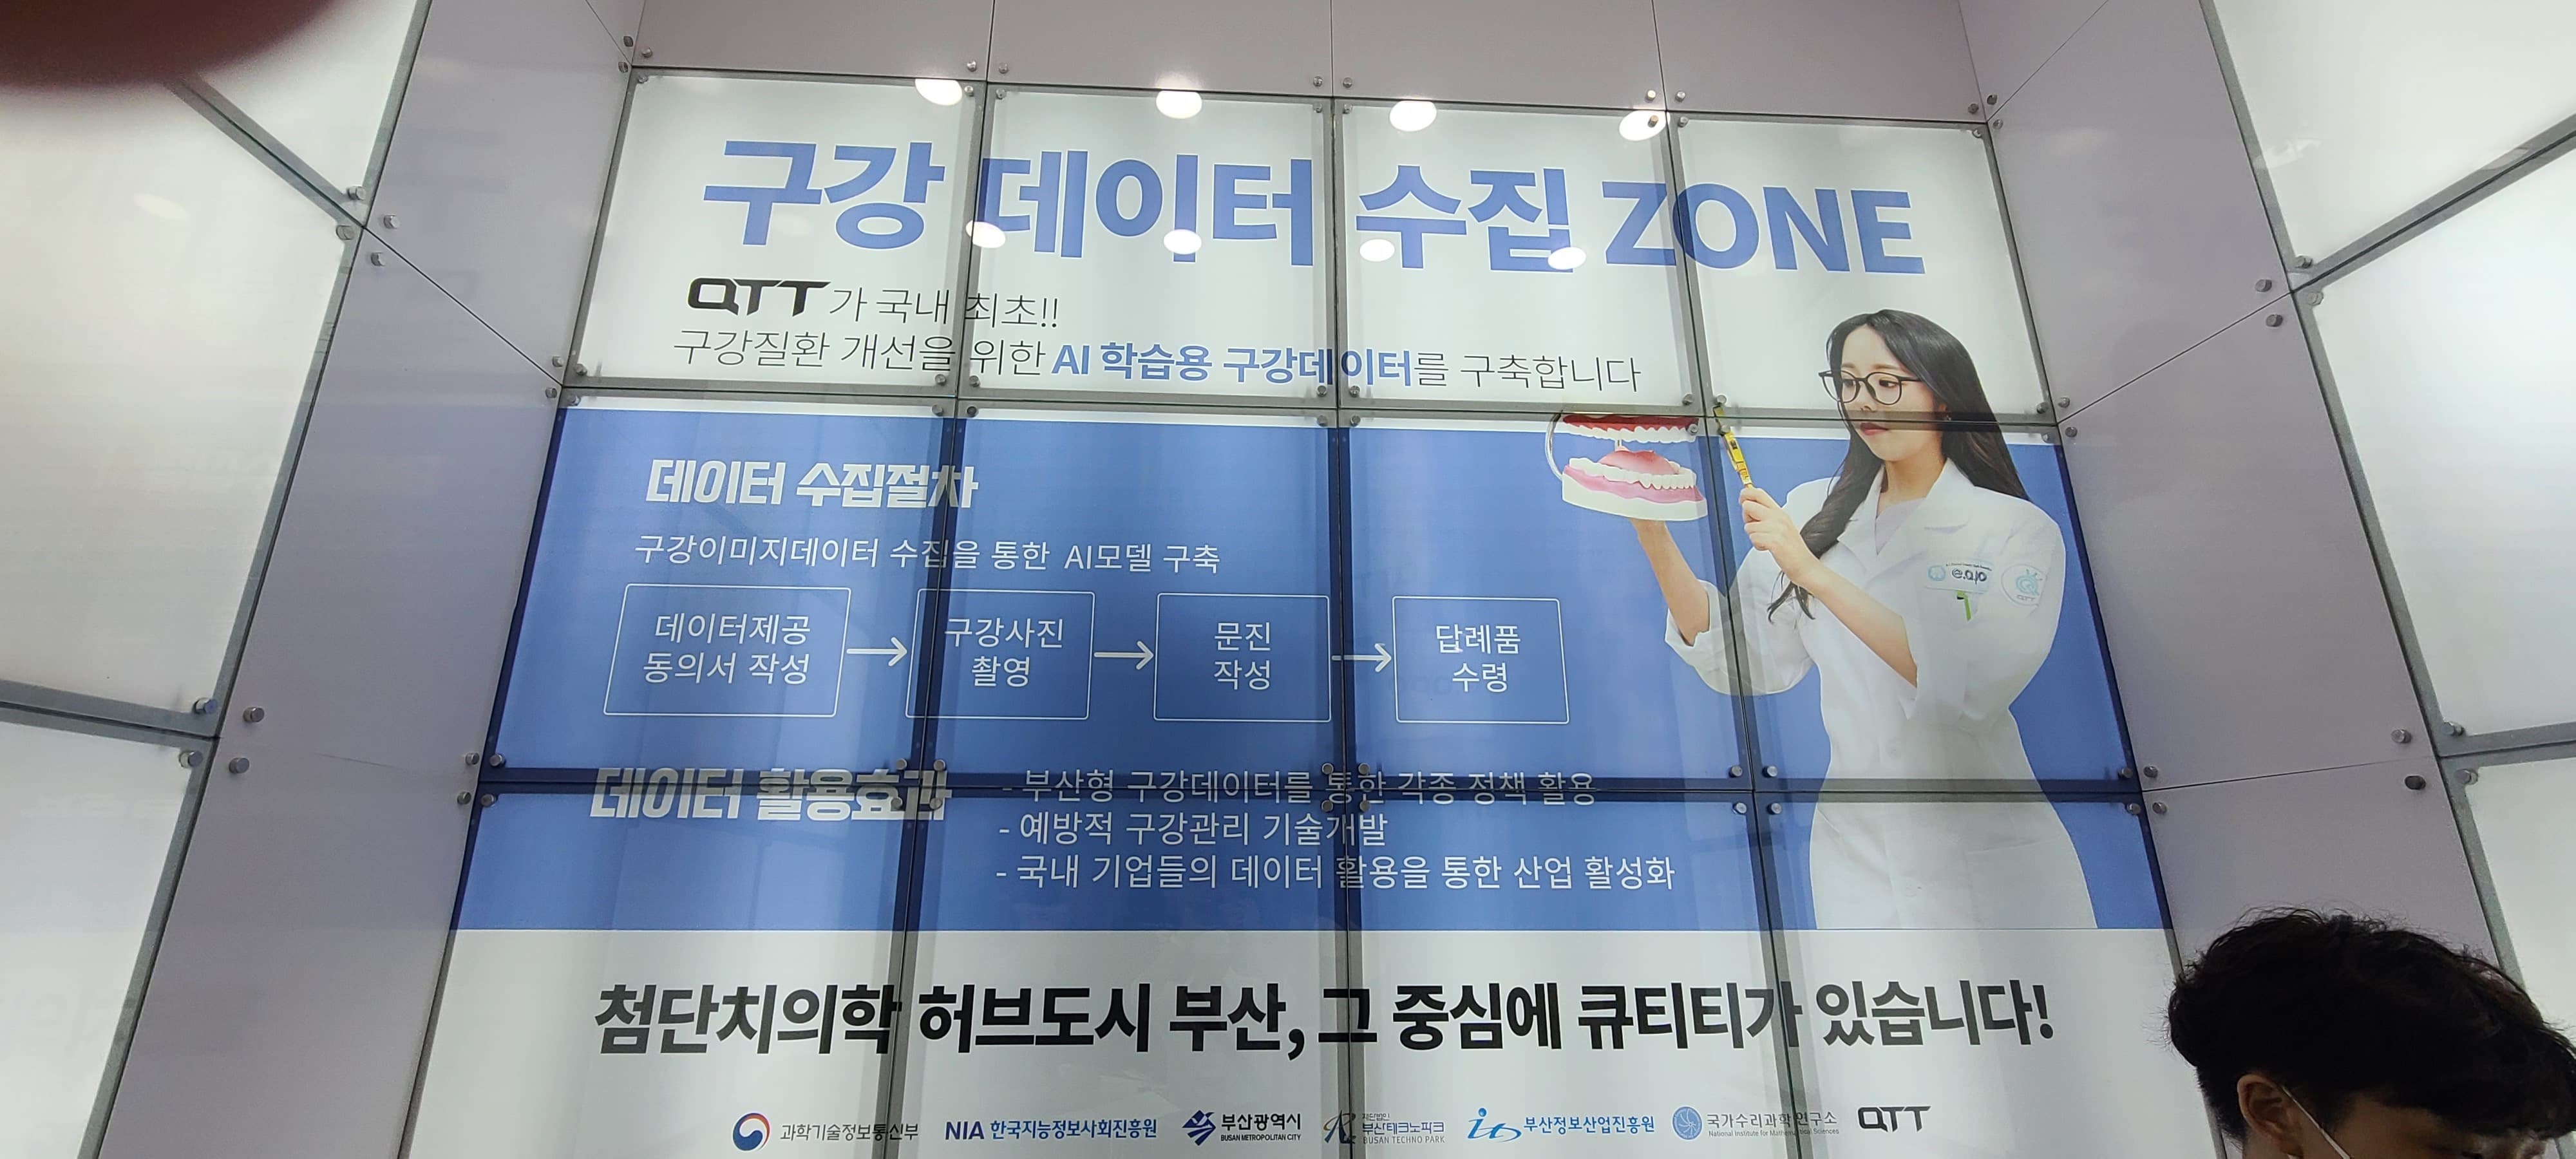 구강 데이터 수집 ZONE
QTT가 국내 최초!!
구강질환 개선을 위한 AI 학습용 구강데이터를 구축합니다
데이터 수집절차
구강이미지데이터 수집을 통한 AI모델 구축
데이터제공
동의서 작성
구강사진
촬영
문진
작성
답례품
수령
e.oio
QTT
데이터 활용효과
- 부산형 구강데이터를 통한 각종 정책 활용
- 예방적 구강관리 기술개발
- 국내 기업들의 데이터 활용을 통한 산업 활성화
첨단치의학 허브도시 부산, 그 중심에 큐티티가 있습니다!
과학기술정보통신부
NIA 한국지능정보사회진흥원
부산광역시
BUSAN METROPOLITAN CITY
재단법인
부산테크노파크
BUSAN TECHNO PARK
부산정보산업진흥원
국가수리과학연구소
National Institute for Mathematical Sciences
QTT